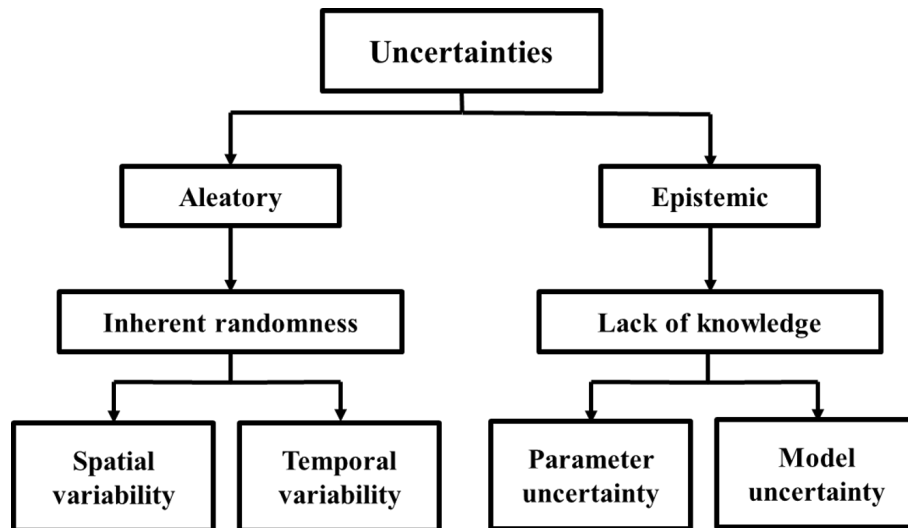 Uncertainties
Aleatory
Epistemic
Inherent randomness
Lack of knowledge
Spatial
variability
Temporal
variability
Parameter
uncertainty
Model
uncertainty